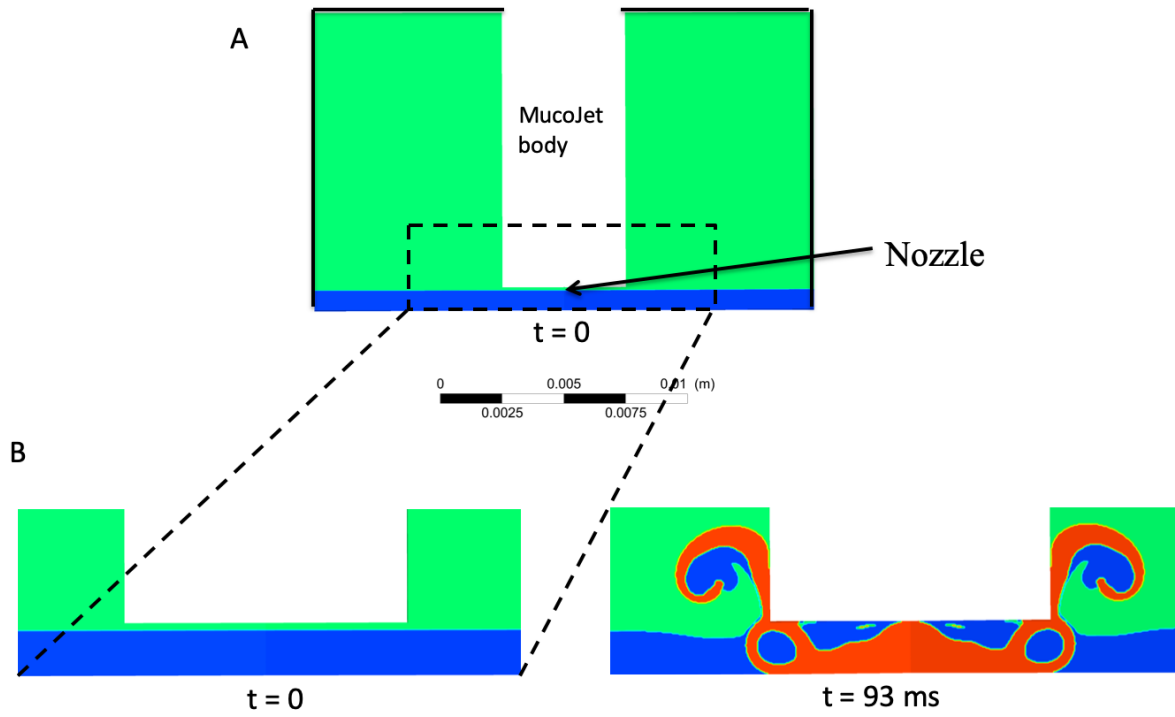 A
MucoJet
body
Nozzle
t = 0
0 0.005 0.01 (m)
0.0025 0.0075
B
t = 0
t = 93 ms